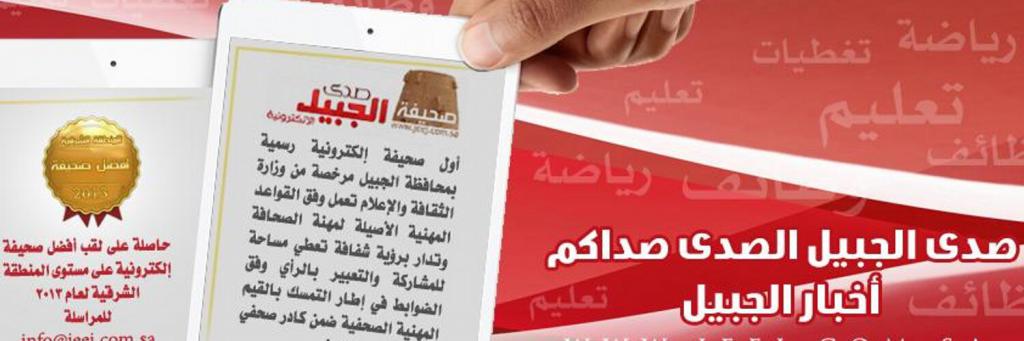 رياضة
تغطيات
تعليم
تعليم
وظائف
رياضة
صدى الجبيل الصدى صداكم
أخبار الجبيل
تعليم
صدى
صحيفة الجبيل
الإلكترونية
www.jeej.com.sa
أول صحيفة إلكترونية رسمية
بمحافظة الجبيل مرخصة من وزارة
الثقافة والإعلام تعمل وفق القواعد
المهنية الأصيلة لمهنة الصحافة
وتدار برؤية شفافة تعطي مساحة
للمشاركة والتعبير بالرأي وفق
الضوابط في إطار التمسك بالقيم
المهنية الصحفية ضمن كادر صحفي
المنطقة الشرقية
أفضل صحيفة
2013
حاصلة على لقب أفضل صحيفة
إلكترونية على مستوى المنطقة
الشرقية لعام ٢٠١٣
للمراسلة
info@jeej.com.sa